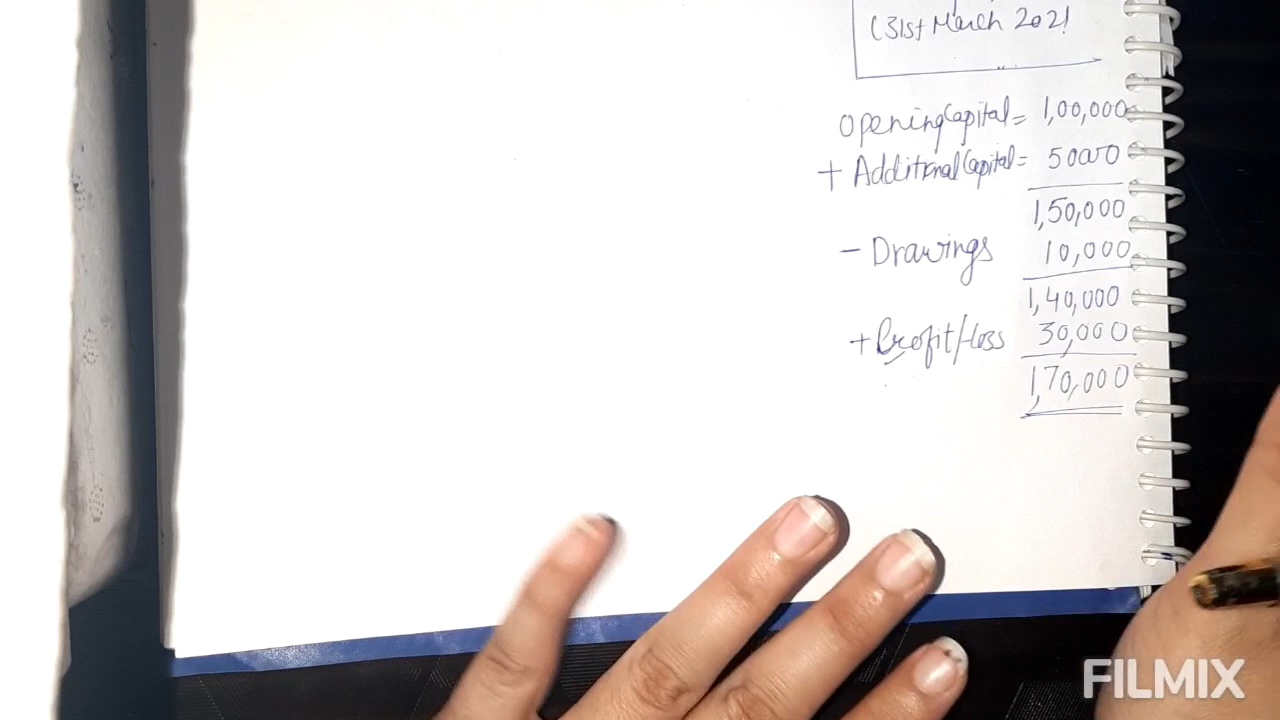 (31st March 2021
Opening Capital = 1,00,000
+ Additional Capital = 50000
1,50,000
- Drawings 10,000
1,40,000
+ Profit/Loss 30,000
1,70,000
FILMIX